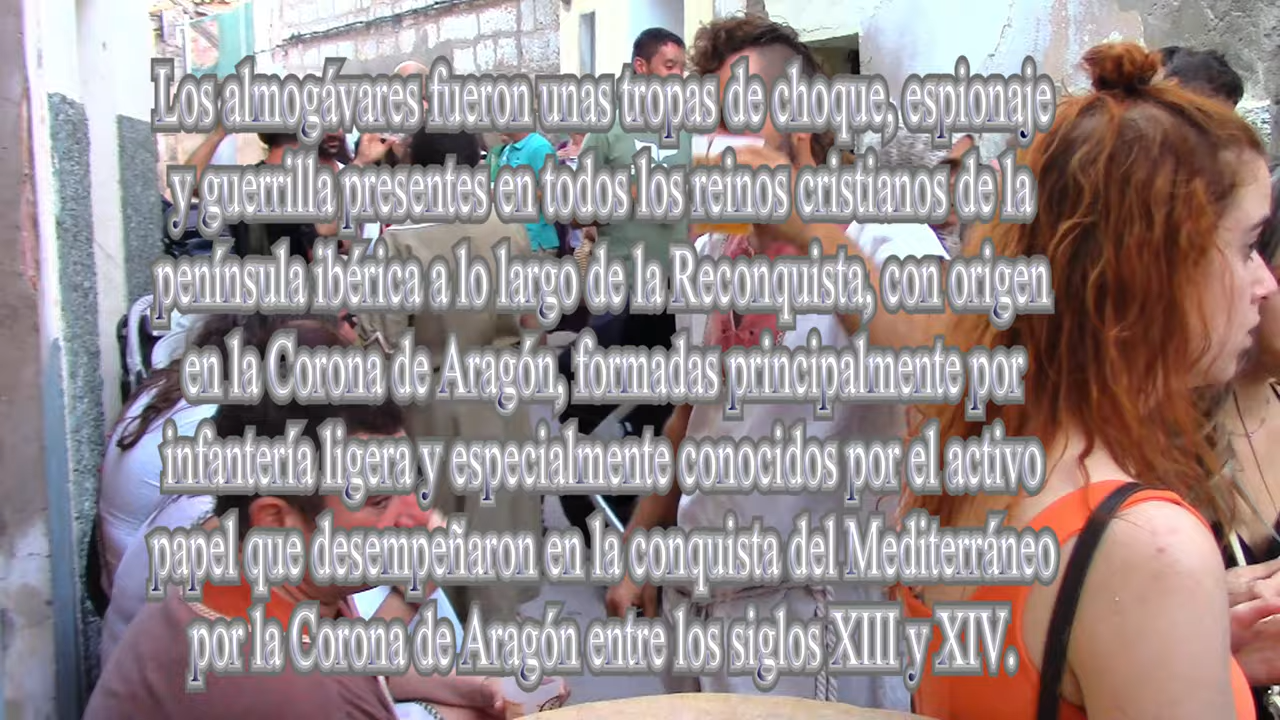 Los almogávares fueron unas tropas de choque, espionaje
y guerrilla presentes en todos los reinos cristianos de la
península ibérica a lo largo de la Reconquista, con origen
en la Corona de Aragón, formadas principalmente por
infantería ligera y especialmente conocidos por el activo
papel que desempeñaron en la conquista del Mediterráneo
por la Corona de Aragón entre los siglos XIII y XIV.